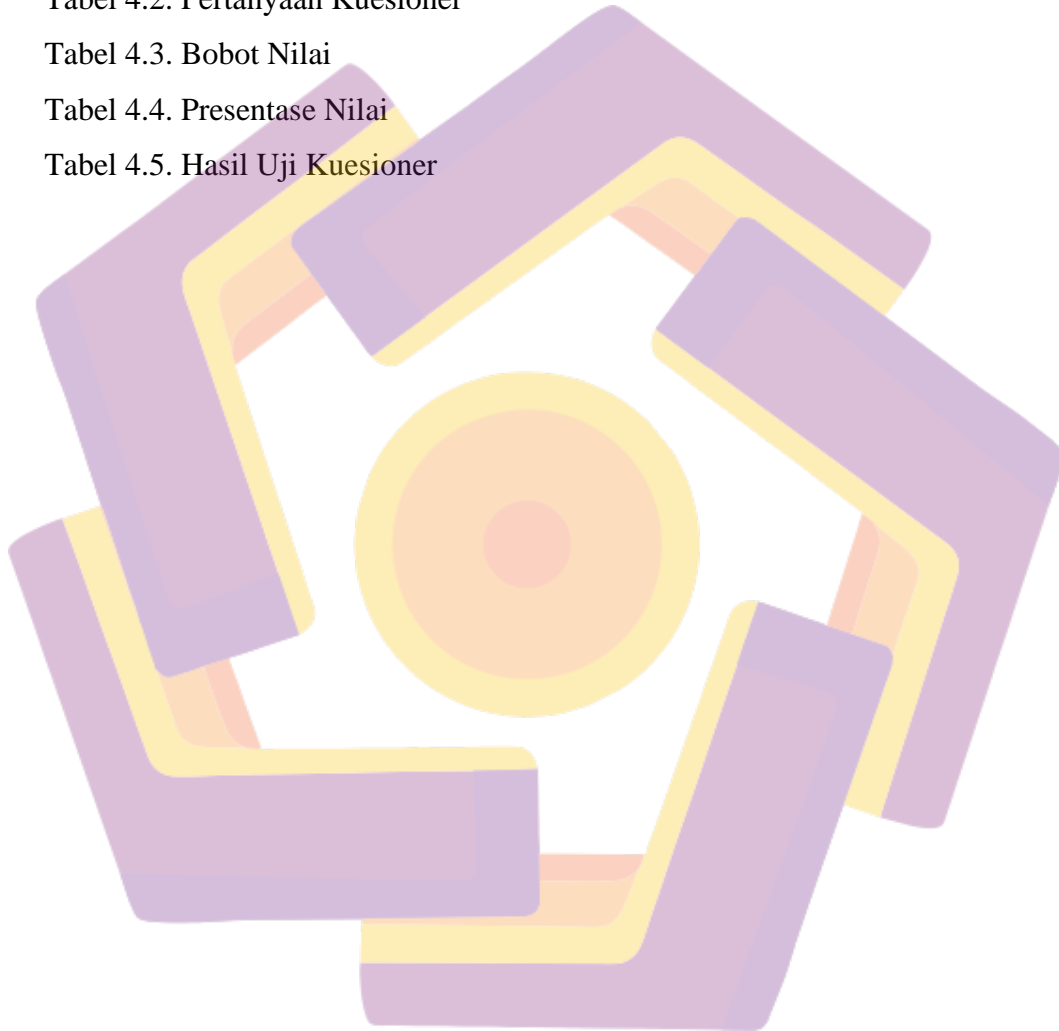 Tabel 4.2. Pertanyaan Kuesioner
Tabel 4.3. Bobot Nilai
Tabel 4.4. Presentase Nilai
Tabel 4.5. Hasil Uji Kuesioner